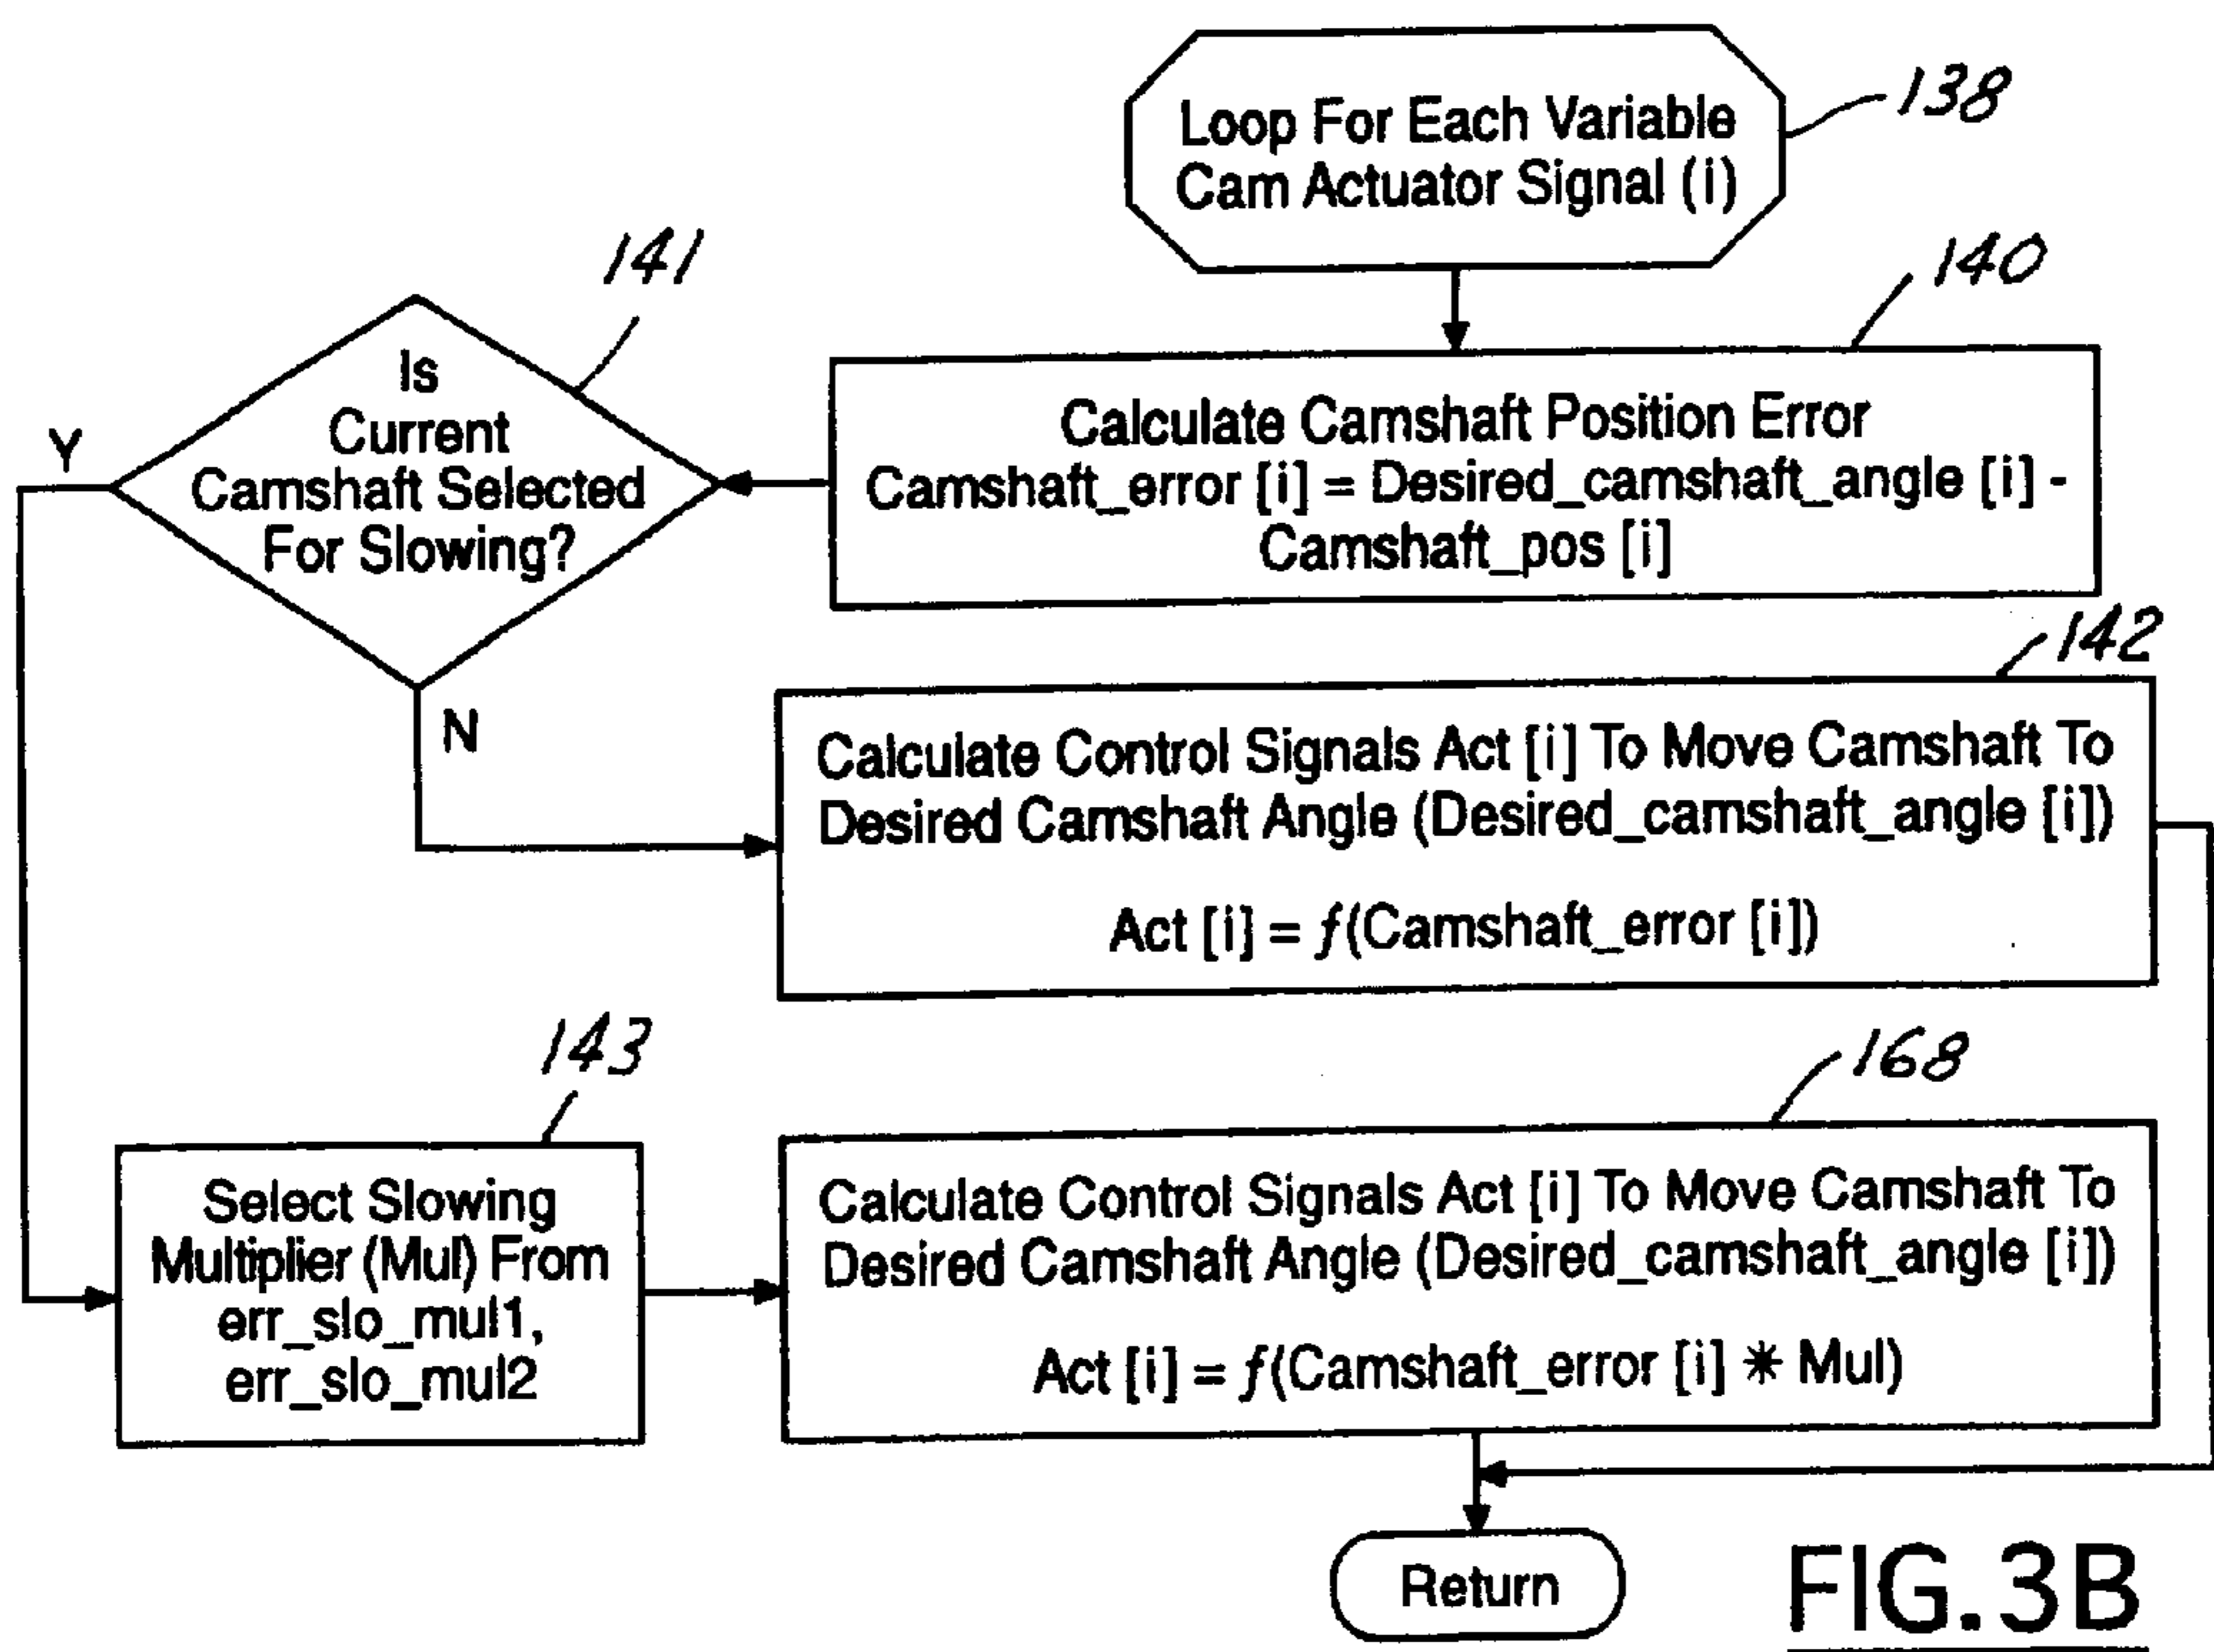 Loop For Each Variable
Cam Actuator Signal (i)
138
140
Calculate Camshaft Position Error
Camshaft_error [i] = Desired_camshaft_angle [i] -
Camshaft_pos [i]
141
Is
Current
Camshaft Selected
For Slowing?
Y
N
142
Calculate Control Signals Act [i] To Move Camshaft To
Desired Camshaft Angle (Desired_camshaft_angle [i])
Act [i] = f(Camshaft_error [i])
143
Select Slowing
Multiplier (Mul) From
err_slo_mul1,
err_slo_mul2
168
Calculate Control Signals Act [i] To Move Camshaft To
Desired Camshaft Angle (Desired_camshaft_angle [i])
Act [i] = f(Camshaft_error [i] * Mul)
Return
FIG.3B